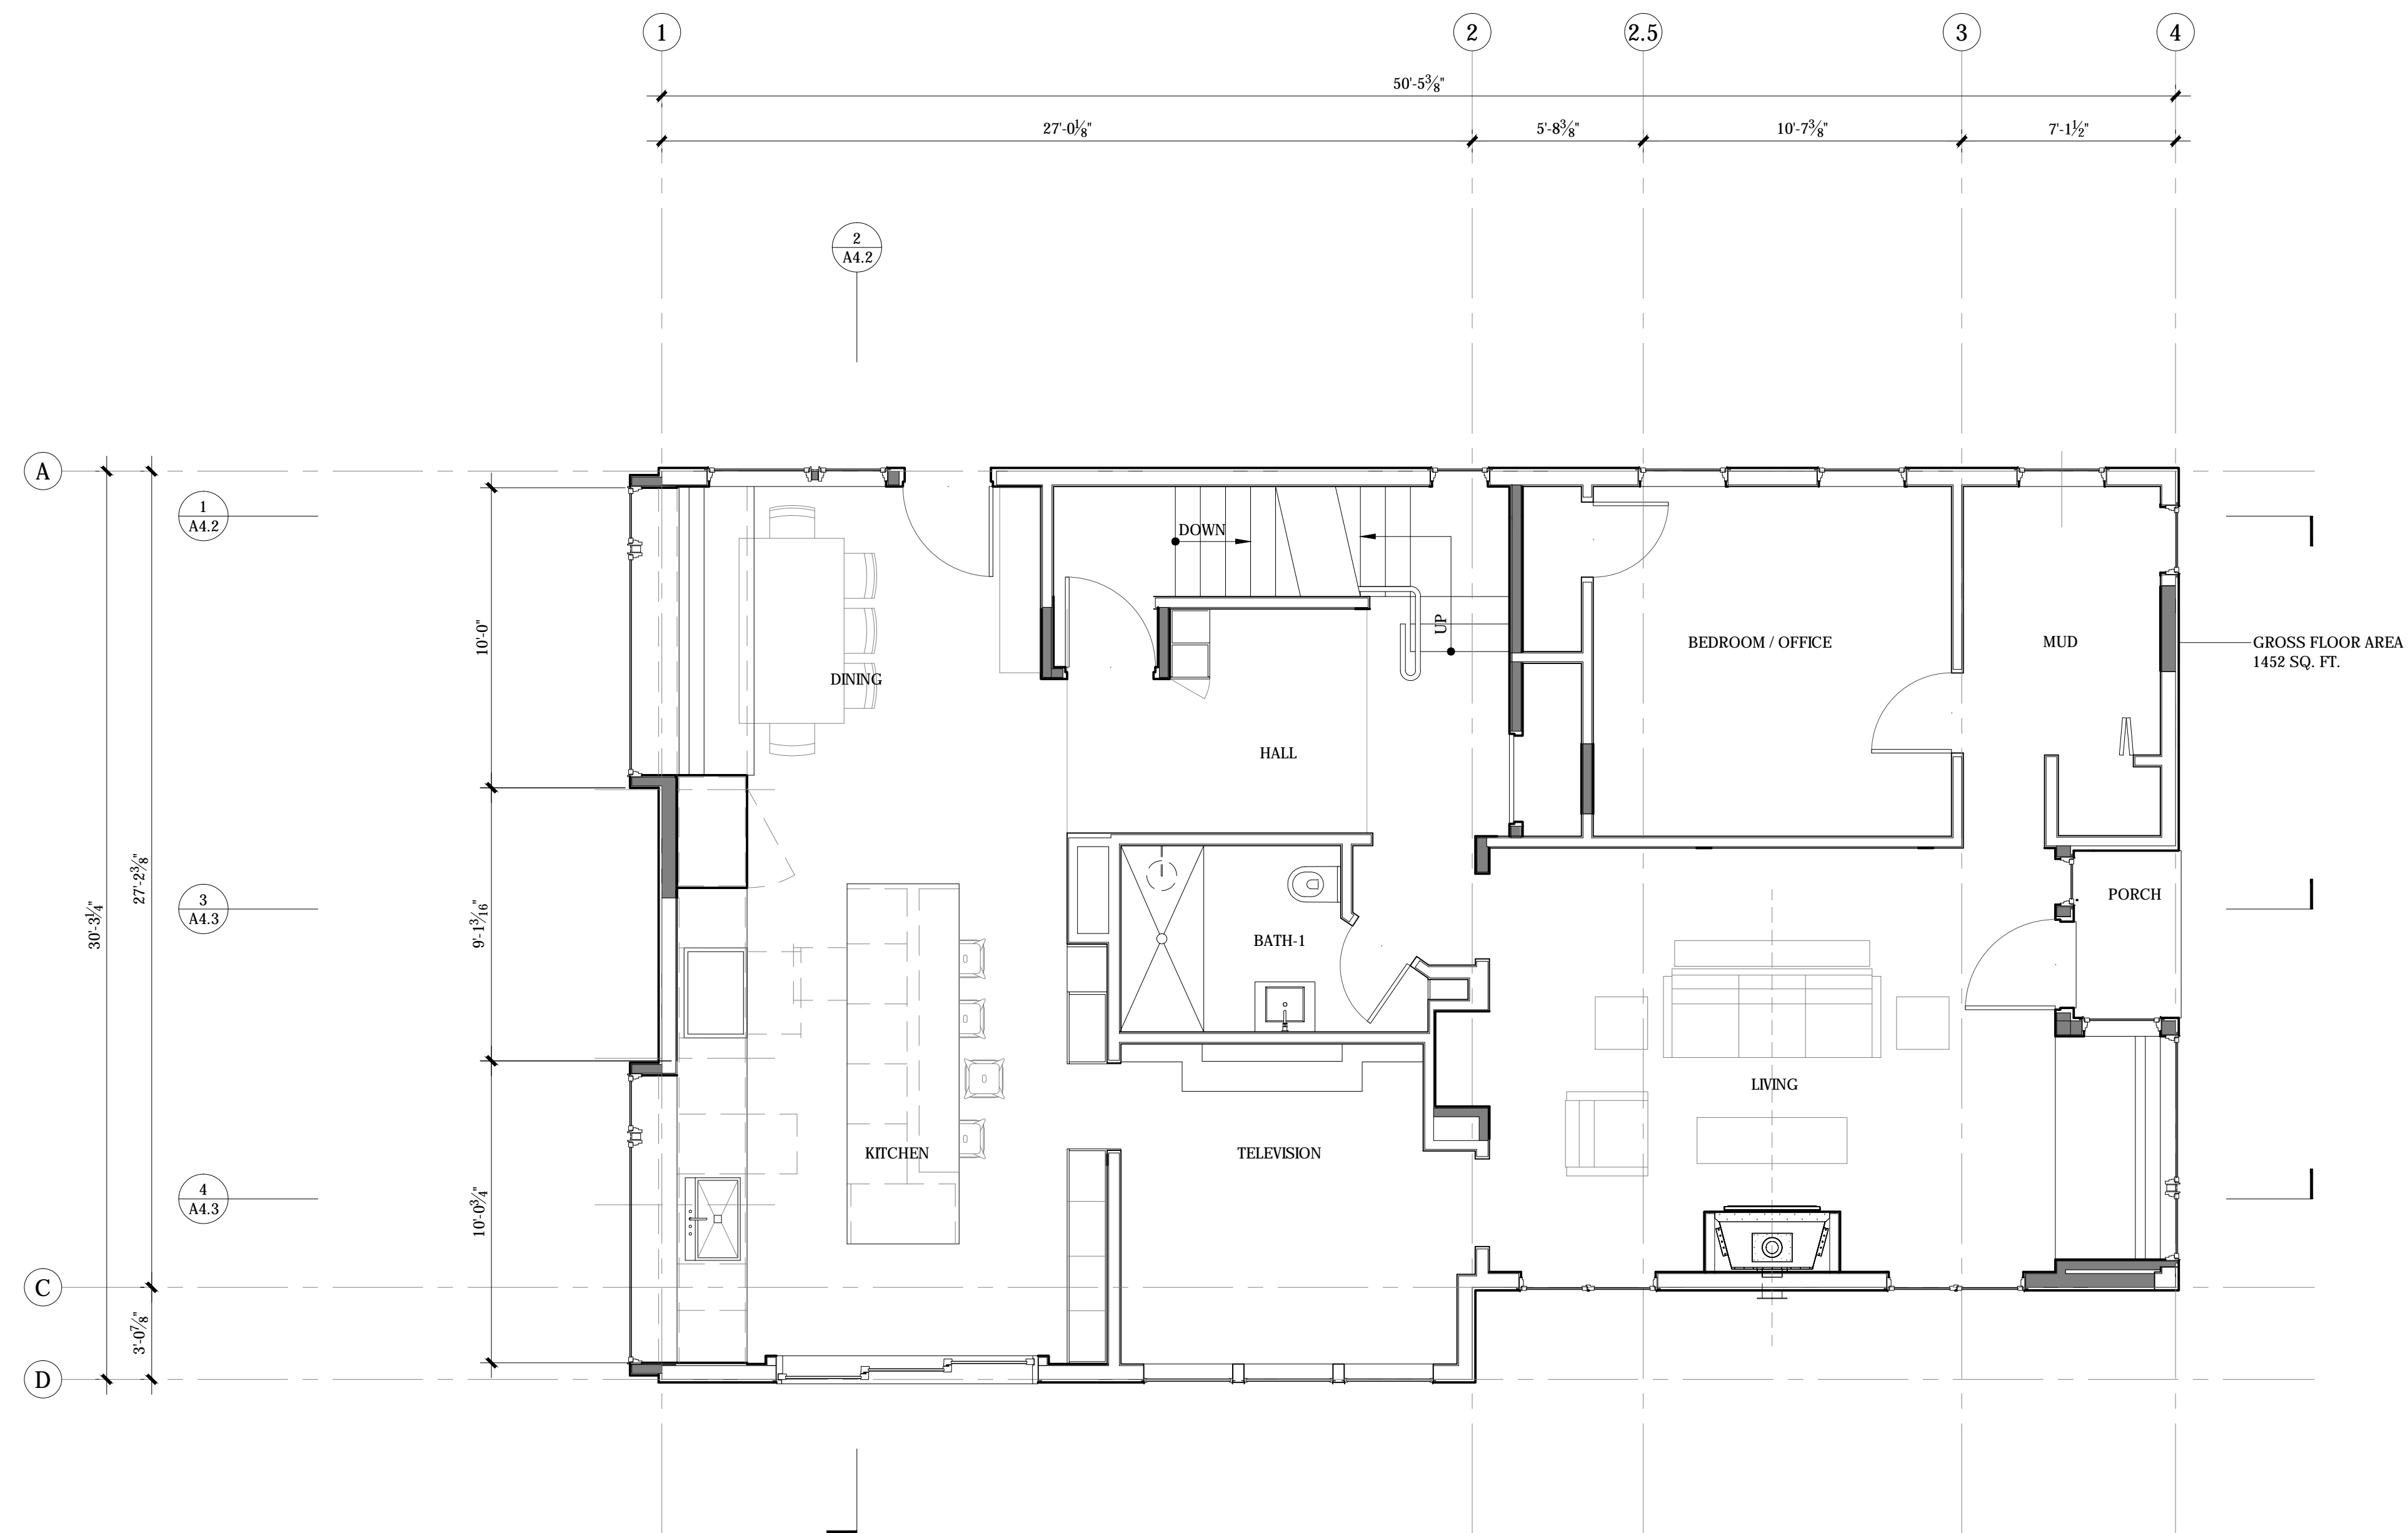 1
2
2.5
3
4
50'-5⅜"
27'-0⅛"
5'-8⅜"
10'-7⅜"
7'-1½"
2
A4.2
A
1
A4.2
DOWN
10'-0"
UP
BEDROOM / OFFICE
MUD
GROSS FLOOR AREA
1452 SQ. FT.
DINING
HALL
27'-2⅜"
30'-3¼"
3
A4.3
9'-1 3⁄16"
PORCH
BATH-1
LIVING
KITCHEN
TELEVISION
4
A4.3
10'-0¾"
C
3'-0⅞"
D